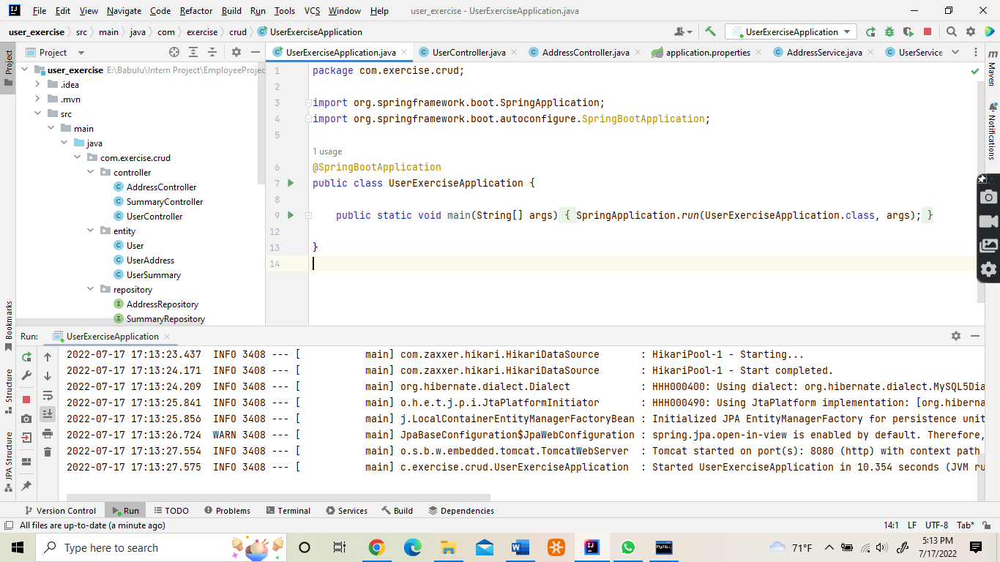 File Edit View Navigate Code Refactor Build Run Tools VCS Window Help user_exercise - UserExerciseApplication.java
user_exercise src main java com exercise crud UserExerciseApplication UserExerciseApplication
Project
Project
UserExerciseApplication.java UserController.java AddressController.java application.properties AddressService.java UserService
user_exercise E:\Babulu\Intern Project\EmployeeProjec
.idea
.mvn
src
main
java
com.exercise.crud
controller
AddressController
SummaryController
UserController
entity
User
UserAddress
UserSummary
repository
AddressRepository
SummaryRepository
1 package com.exercise.crud;
2
3 import org.springframework.boot.SpringApplication;
4 import org.springframework.boot.autoconfigure.SpringBootApplication;
5
1 usage
6 @SpringBootApplication
7 public class UserExerciseApplication {
8
9 public static void main(String[] args) { SpringApplication.run(UserExerciseApplication.class, args); }
12
13 }
14
Maven
Notifications
Bookmarks
Structure
JPA Structure
Run: UserExerciseApplication
2022-07-17 17:13:23.437 INFO 3408 --- [ main] com.zaxxer.hikari.HikariDataSource : HikariPool-1 - Starting...
2022-07-17 17:13:24.171 INFO 3408 --- [ main] com.zaxxer.hikari.HikariDataSource : HikariPool-1 - Start completed.
2022-07-17 17:13:24.209 INFO 3408 --- [ main] org.hibernate.dialect.Dialect : HHH000400: Using dialect: org.hibernate.dialect.MySQL5Dia
2022-07-17 17:13:25.841 INFO 3408 --- [ main] o.h.e.t.j.p.i.JtaPlatformInitiator : HHH000490: Using JtaPlatform implementation: [org.hiberna
2022-07-17 17:13:25.856 INFO 3408 --- [ main] j.LocalContainerEntityManagerFactoryBean : Initialized JPA EntityManagerFactory for persistence unit
2022-07-17 17:13:26.724 WARN 3408 --- [ main] JpaBaseConfiguration$JpaWebConfiguration : spring.jpa.open-in-view is enabled by default. Therefore,
2022-07-17 17:13:27.554 INFO 3408 --- [ main] o.s.b.w.embedded.tomcat.TomcatWebServer : Tomcat started on port(s): 8080 (http) with context path
2022-07-17 17:13:27.575 INFO 3408 --- [ main] c.exercise.crud.UserExerciseApplication : Started UserExerciseApplication in 10.354 seconds (JVM ru
Version Control Run TODO Problems Terminal Services Build Dependencies
All files are up-to-date (a minute ago) 14:1 LF UTF-8 Tab*
Type here to search 71°F 5:13 PM
7/17/2022